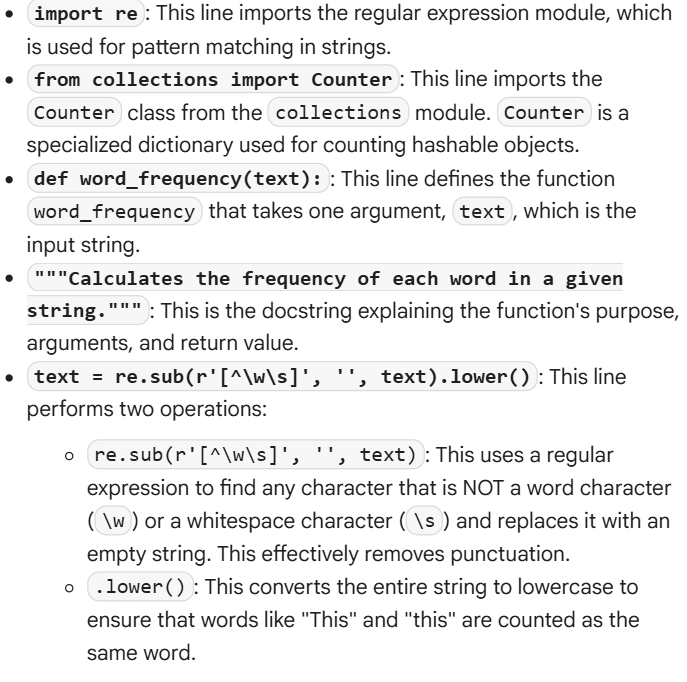 • import re: This line imports the regular expression module, which
is used for pattern matching in strings.
• from collections import Counter: This line imports the
Counter class from the collections module. Counter is a
specialized dictionary used for counting hashable objects.
• def word_frequency(text):: This line defines the function
word_frequency that takes one argument, text, which is the
input string.
• """Calculates the frequency of each word in a given
string.""": This is the docstring explaining the function's purpose,
arguments, and return value.
• text = re.sub(r'[^\w\s]', '', text).lower(): This line
performs two operations:
○ re.sub(r'[^\w\s]', '', text): This uses a regular
expression to find any character that is NOT a word character
(\w) or a whitespace character (\s) and replaces it with an
empty string. This effectively removes punctuation.
○ .lower(): This converts the entire string to lowercase to
ensure that words like "This" and "this" are counted as the
same word.